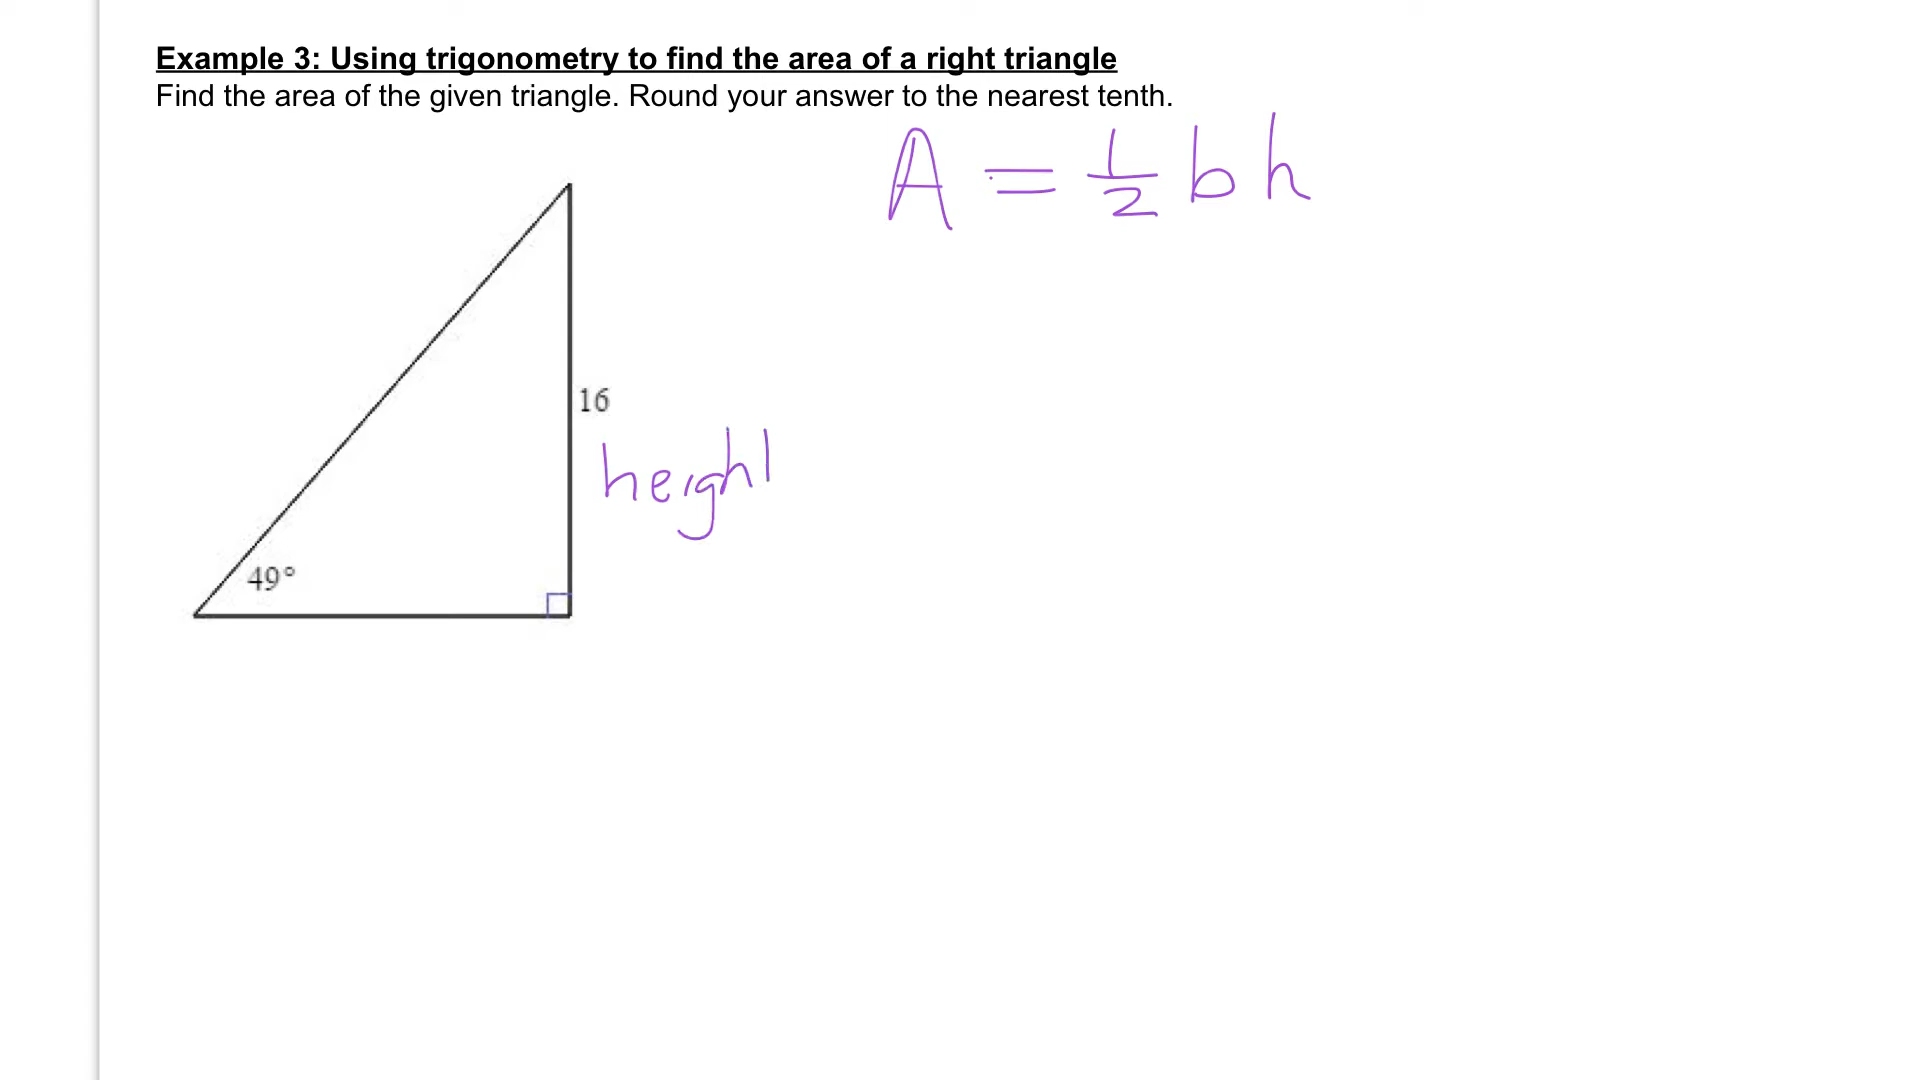 Example 3: Using trigonometry to find the area of a right triangle
Find the area of the given triangle. Round your answer to the nearest tenth.
A = 1/2 bh
16
height
49°